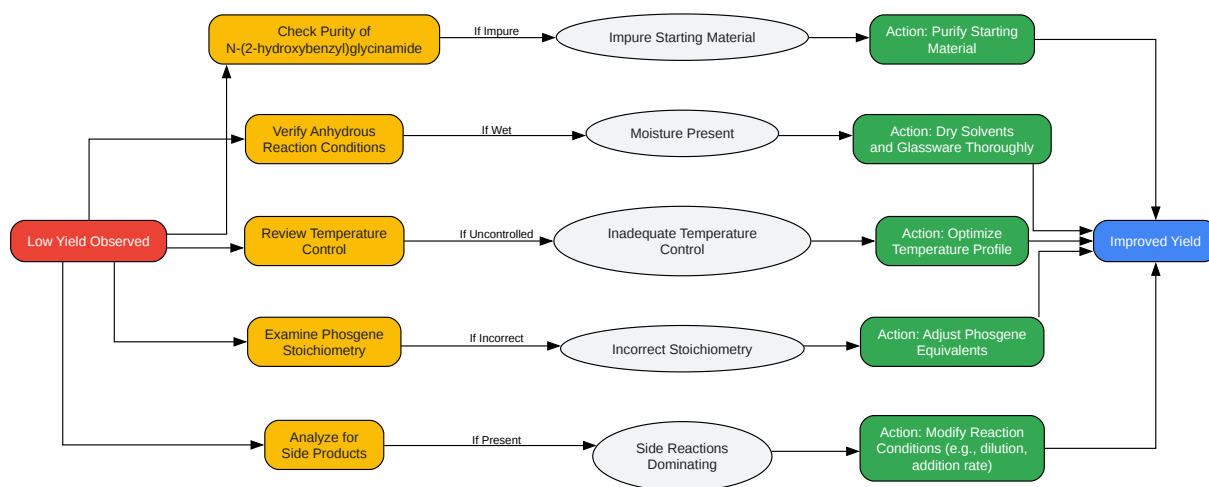 Check Purity of
N-(2-hydroxybenzyl)glycinamide
If Impure
Impure Starting Material
Action: Purify Starting
Material
Verify Anhydrous
Reaction Conditions
If Wet
Moisture Present
Action: Dry Solvents
and Glassware Thoroughly
Low Yield Observed
Review Temperature
Control
If Uncontrolled
Inadequate Temperature
Control
Action: Optimize
Temperature Profile
Improved Yield
Examine Phosgene
Stoichiometry
If Incorrect
Incorrect Stoichiometry
Action: Adjust Phosgene
Equivalents
Analyze for
Side Products
If Present
Side Reactions
Dominating
Action: Modify Reaction
Conditions (e.g., dilution,
addition rate)